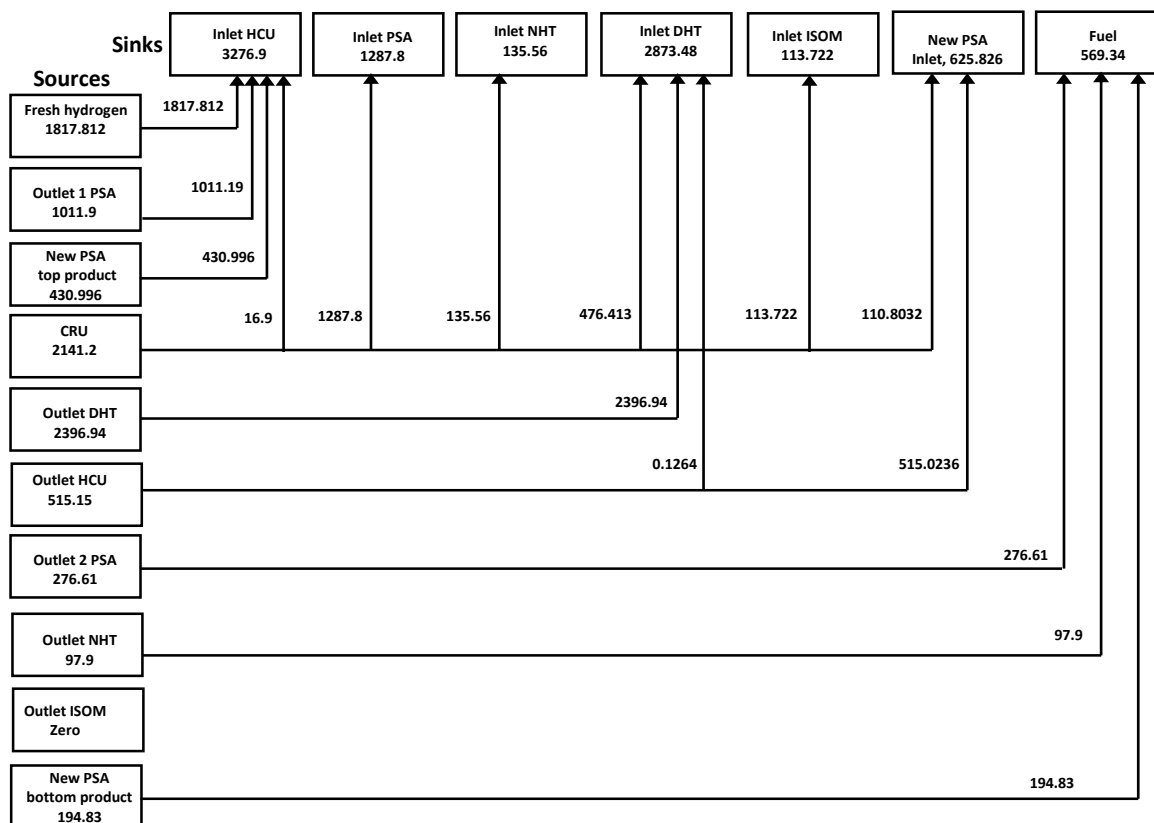 Sinks
Inlet HCU
3276.9
Inlet PSA
1287.8
Inlet NHT
135.56
Inlet DHT
2873.48
Inlet ISOM
113.722
New PSA
Inlet, 625.826
Fuel
569.34
Sources
Fresh hydrogen
1817.812
1817.812
Outlet 1 PSA
1011.9
1011.19
New PSA
top product
430.996
430.996
CRU
2141.2
16.9
1287.8
135.56
476.413
113.722
110.8032
Outlet DHT
2396.94
2396.94
Outlet HCU
515.15
0.1264
515.0236
Outlet 2 PSA
276.61
276.61
Outlet NHT
97.9
97.9
Outlet ISOM
Zero
New PSA
bottom product
194.83
194.83